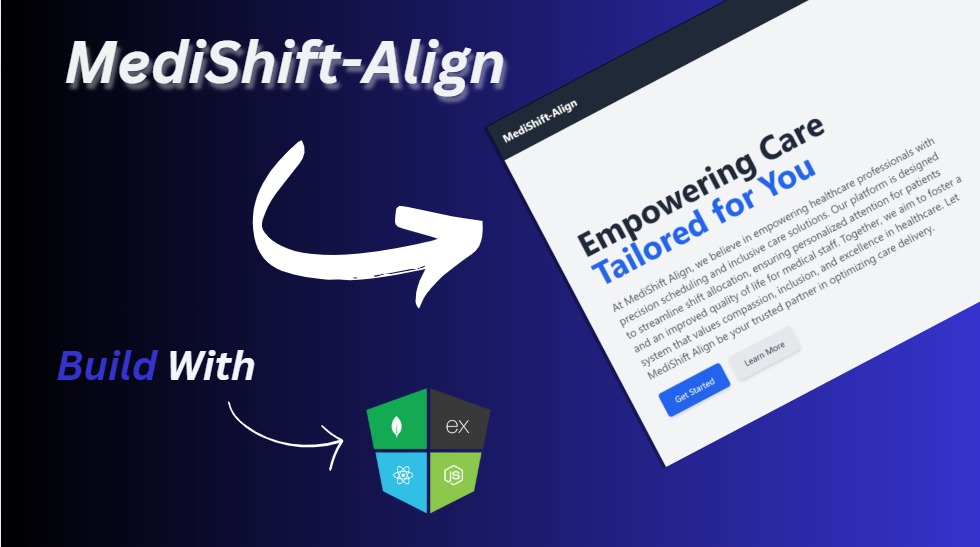 MediShift-Align
MediShift-Align
Empowering Care
Tailored for You
At MediShift Align, we believe in empowering healthcare professionals with
precision scheduling and inclusive care solutions. Our platform is designed
to streamline shift allocation, ensuring personalized attention for patients
and an improved quality of life for medical staff. Together, we aim to foster a
system that values compassion, inclusion, and excellence in healthcare. Let
MediShift Align be your trusted partner in optimizing care delivery.
Get Started
Learn More
Build With
ex
JS